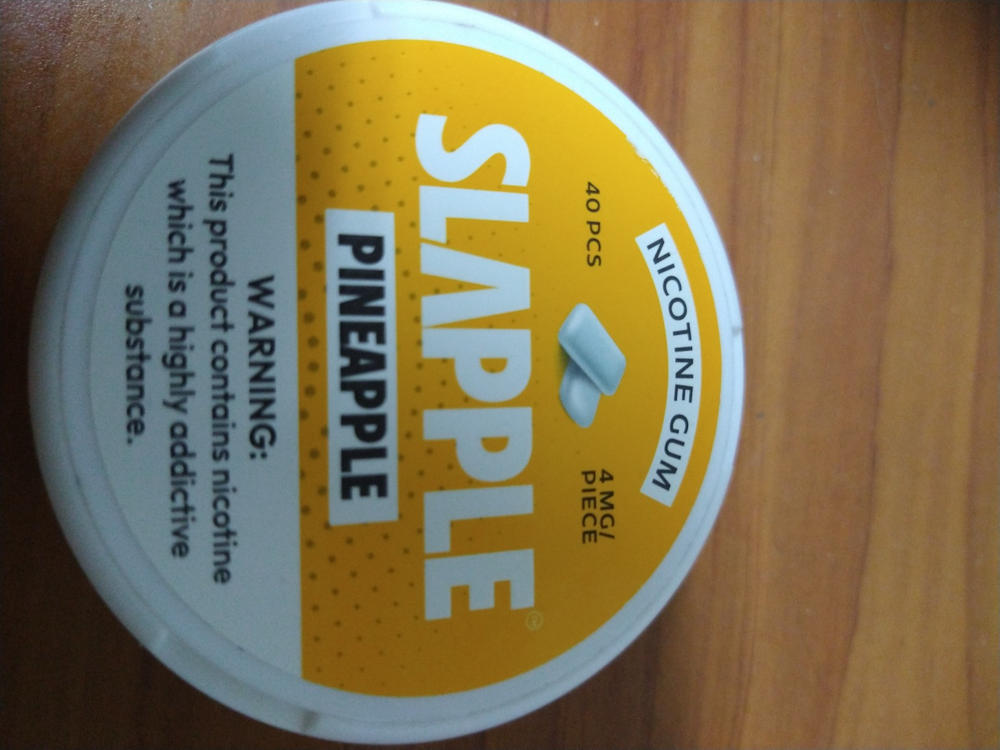 NICOTINE GUM
40 PCS
4 MG/
PIECE
SLAPPLE
PINEAPPLE
WARNING:
This product contains nicotine
which is a highly addictive
substance.